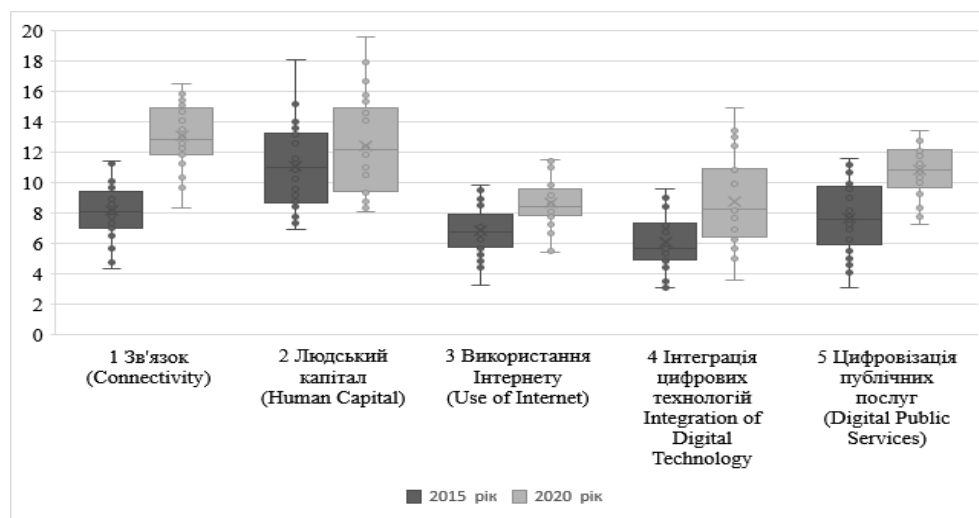 20
18
16
14
12
10
8
6
4
2
0
1 Зв'язок
(Connectivity)
2 Людський
капітал
(Human Capital)
3 Використання
Інтернету
(Use of Internet)
4 Інтеграція
цифрових
технологій
Integration of
Digital
Technology
5 Цифровізація
публічних
послуг
(Digital Public
Services)
2015 рік
2020 рік